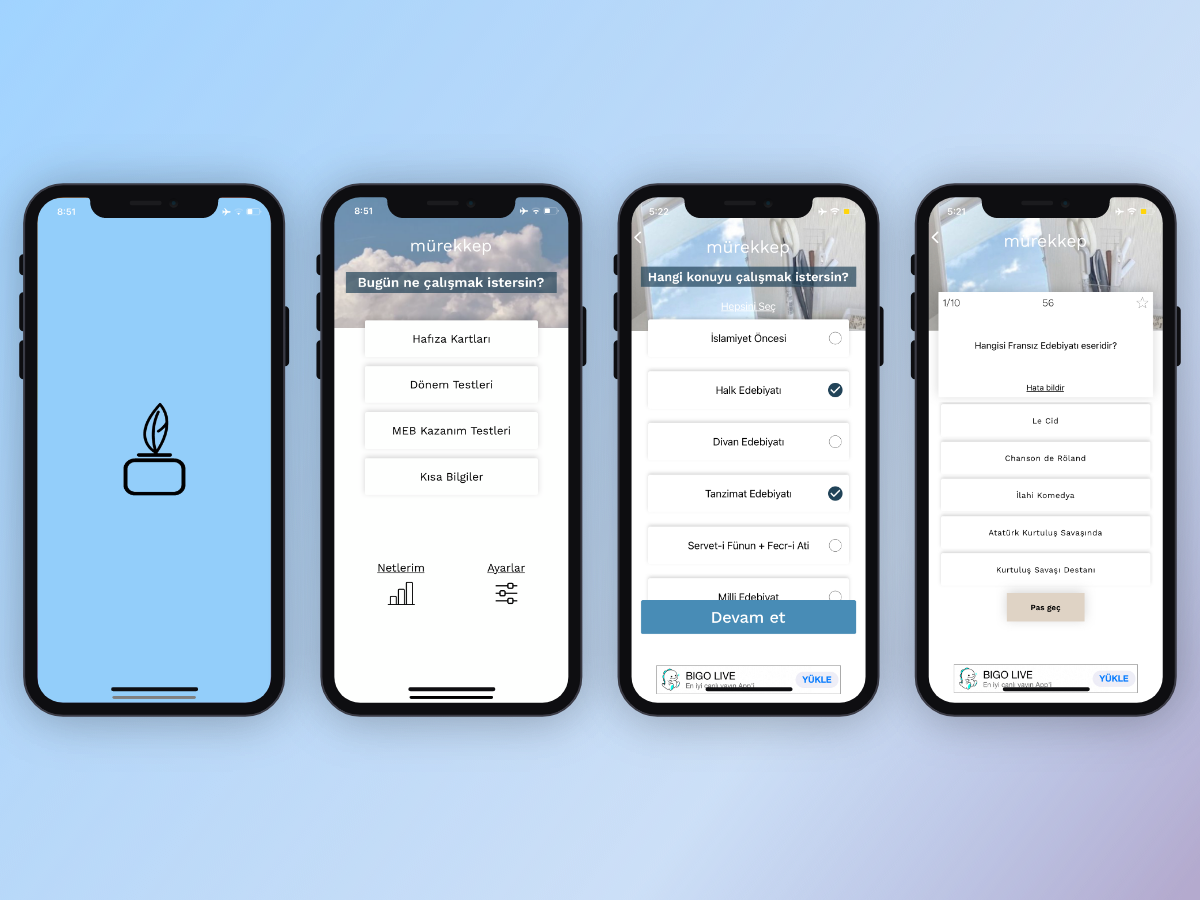 8:51
8:51
mürekkep
Bugün ne çalışmak istersin?
Hafıza Kartları
Dönem Testleri
MEB Kazanım Testleri
Kısa Bilgiler
Netlerim
Ayarlar
5:22
mürekkep
Hangi konuyu çalışmak istersin?
Hepsini Seç
İslamiyet Öncesi
Halk Edebiyatı
Divan Edebiyatı
Tanzimat Edebiyatı
Servet-i Fünun + Fecr-i Ati
Milli Edebiyat
Devam et
BIGO LIVE
En iyi canlı yayın App'i
YÜKLE
5:21
mürekkep
1/10
56
Hangisi Fransız Edebiyatı eseridir?
Hata bildir
Le Cid
Chanson de Röland
İlahi Komedya
Atatürk Kurtuluş Savaşında
Kurtuluş Savaşı Destanı
Pas geç
BIGO LIVE
En iyi canlı yayın App'i
YÜKLE